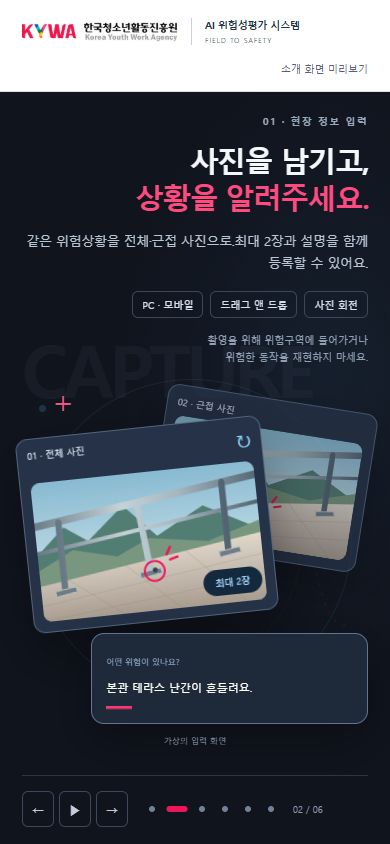 KYWA 한국청소년활동진흥원
Korea Youth Work Agency
AI 위험성평가 시스템
FIELD TO SAFETY
소개 화면 미리보기
01 · 현장 정보 입력
사진을 남기고,
상황을 알려주세요.
같은 위험상황을 전체·근접 사진으로.최대 2장과 설명을 함께
등록할 수 있어요.
PC · 모바일
드래그 앤 드롭
사진 회전
촬영을 위해 위험구역에 들어가거나
위험한 동작을 재현하지 마세요.
CAPTURE
02 · 근접 사진
01 · 전체 사진
최대 2장
어떤 위험이 있나요?
본관 테라스 난간이 흔들려요.
가상의 입력 화면
02 / 06